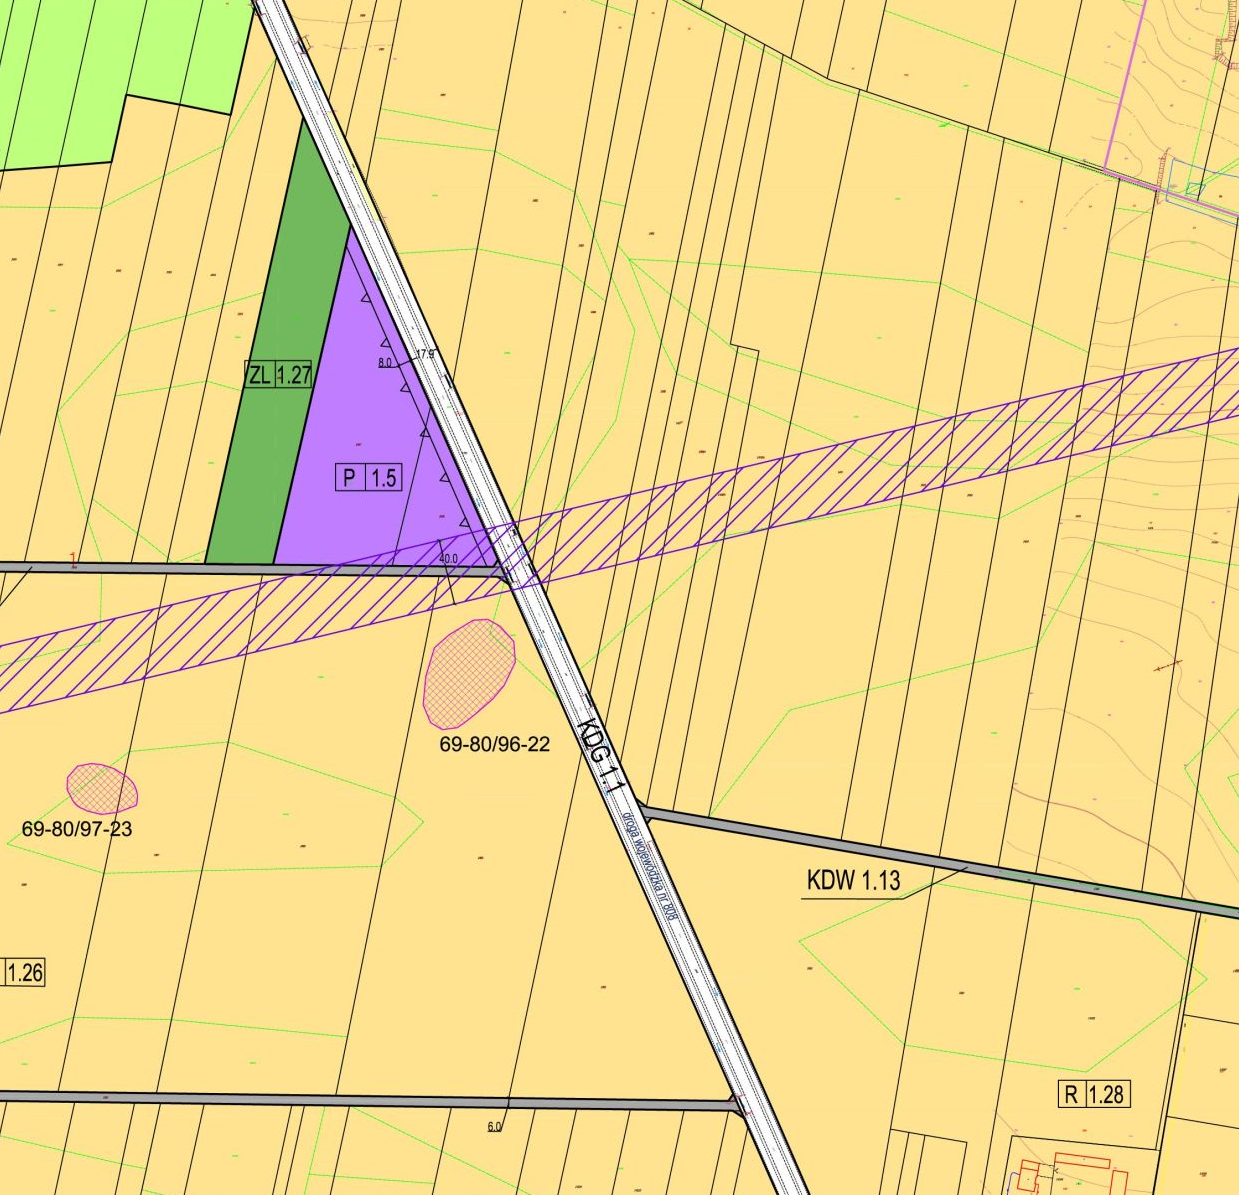 17.9
8.0
ZL 1.27
P 1.5
40.0
1
69-80/96-22
KDG 1.1
69-80/97-23
droga wojewódzka nr 808
KDW 1.13
1.26
R 1.28
6.0